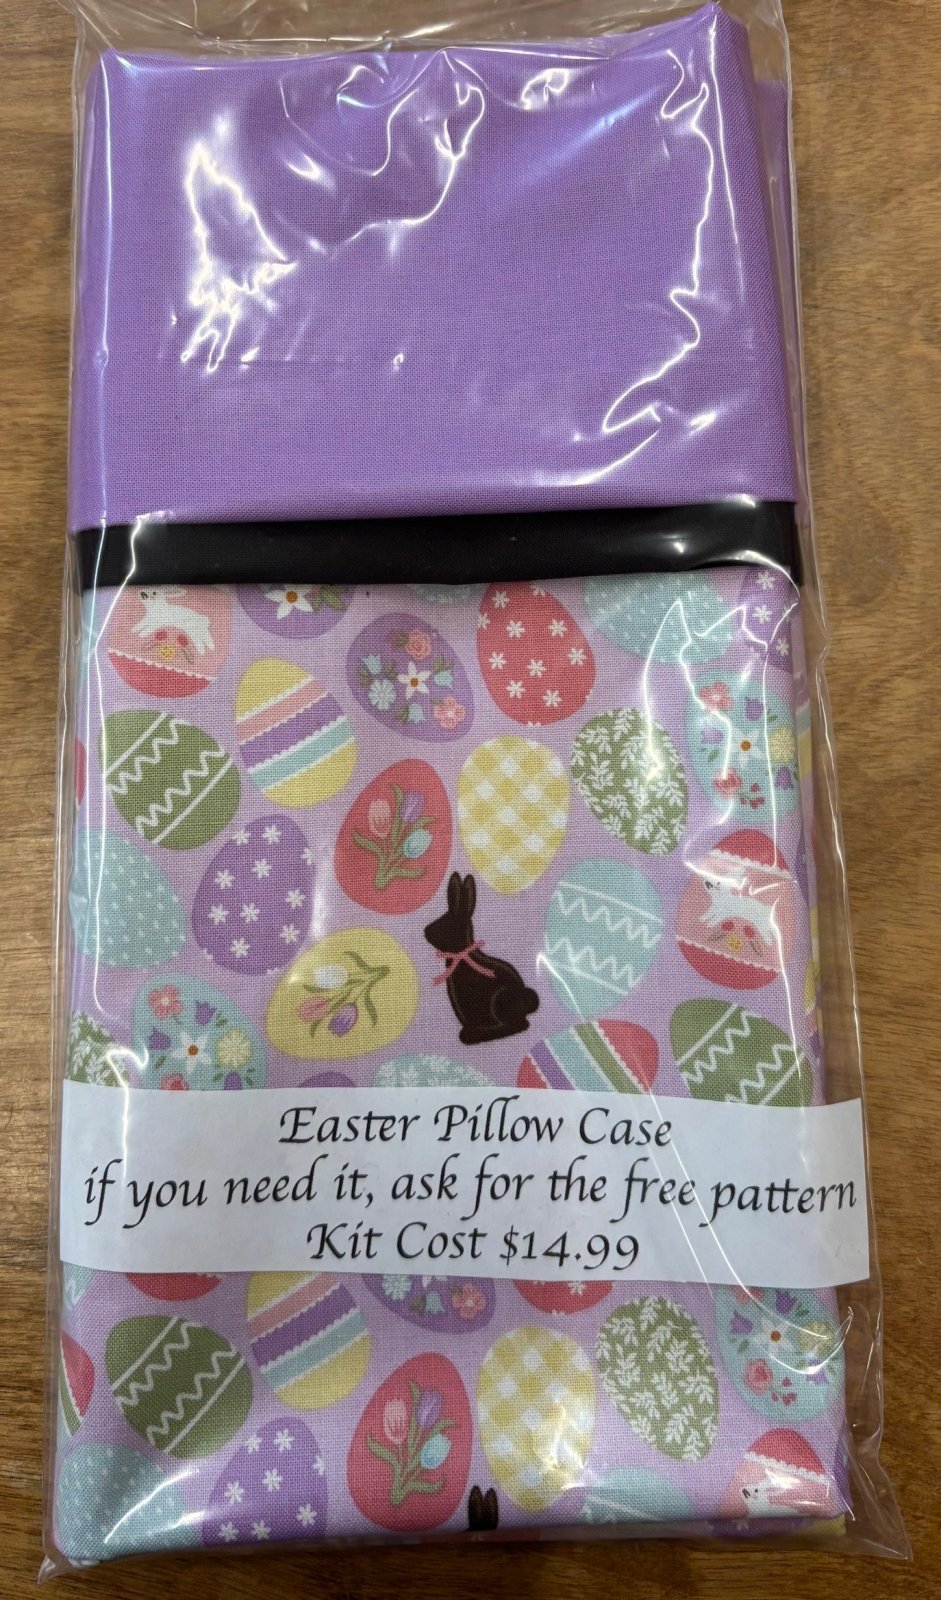 Easter Pillow Case
if you need it, ask for the free pattern
Kit Cost $14.99